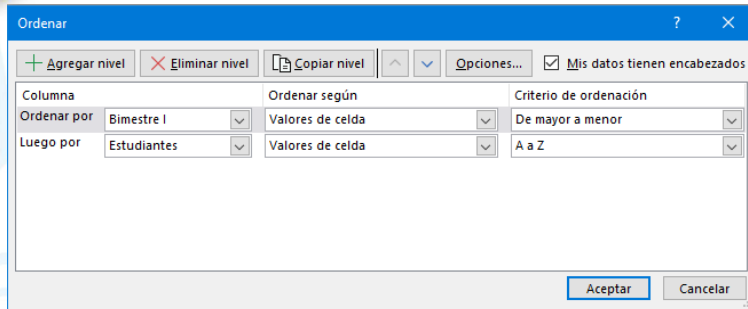 Ordenar ? ×
Agregar nivel Eliminar nivel Copiar nivel Opciones... Mis datos tienen encabezados
Columna Ordenar según Criterio de ordenación
Ordenar por Bimestre I Valores de celda De mayor a menor
Luego por Estudiantes Valores de celda A a Z
Aceptar Cancelar